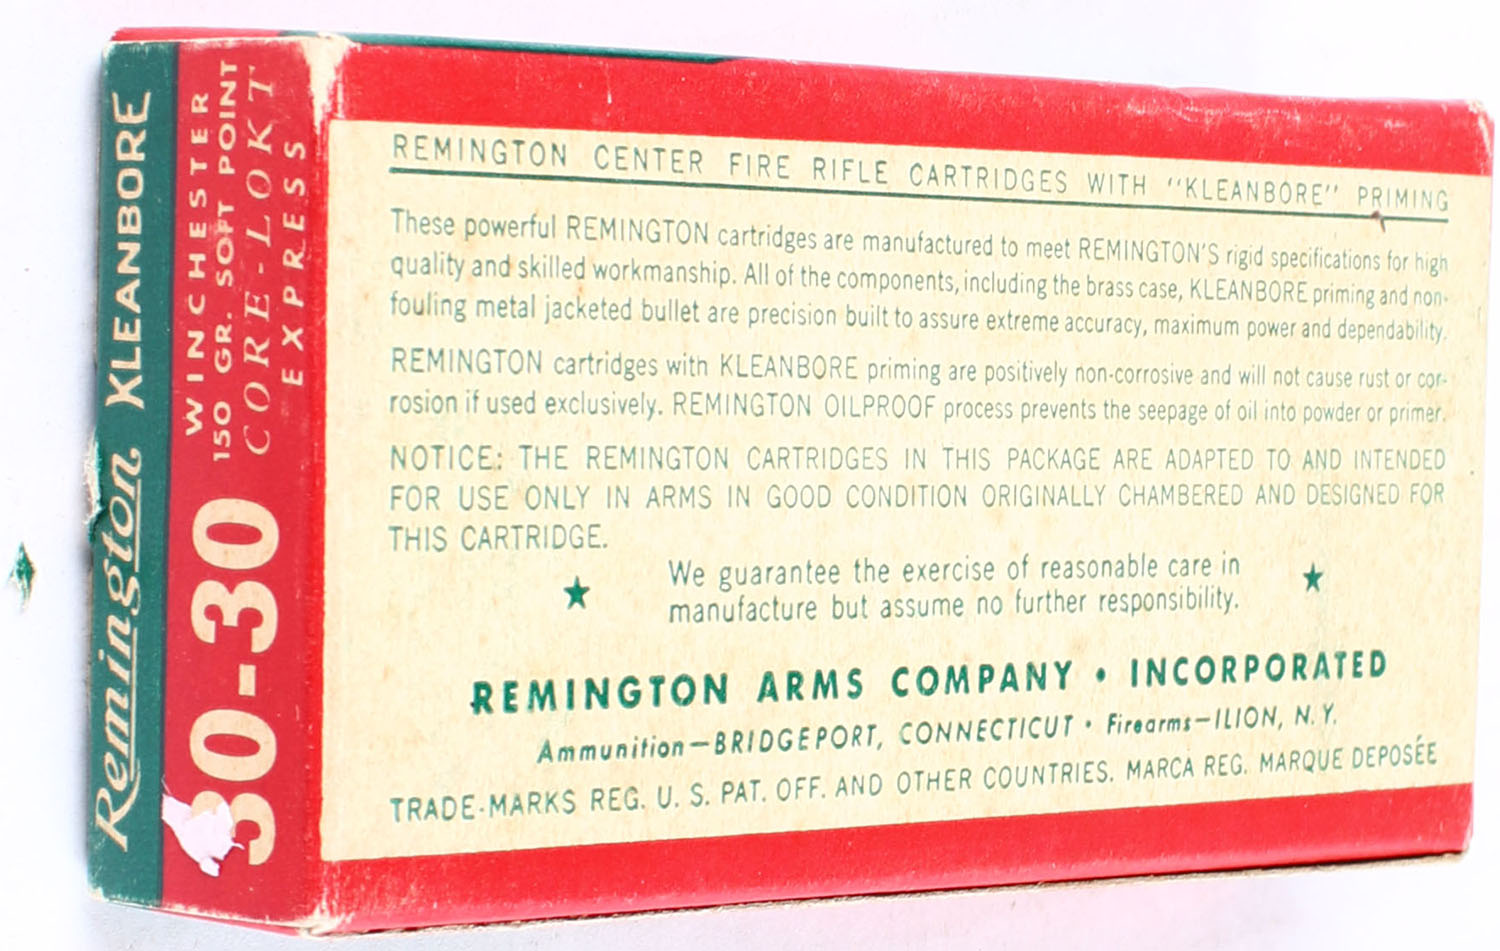 Remington KLEANBORE
30-30
WINCHESTER
150 GR. SOFT POINT
CORE-LOKT
EXPRESS
REMINGTON CENTER FIRE RIFLE CARTRIDGES WITH "KLEANBORE" PRIMING
These powerful REMINGTON cartridges are manufactured to meet REMINGTON'S rigid specifications for high
quality and skilled workmanship. All of the components, including the brass case, KLEANBORE priming and non-
fouling metal jacketed bullet are precision built to assure extreme accuracy, maximum power and dependability.
REMINGTON cartridges with KLEANBORE priming are positively non-corrosive and will not cause rust or cor-
rosion if used exclusively. REMINGTON OILPROOF process prevents the seepage of oil into powder or primer.
NOTICE: THE REMINGTON CARTRIDGES IN THIS PACKAGE ARE ADAPTED TO AND INTENDED
FOR USE ONLY IN ARMS IN GOOD CONDITION ORIGINALLY CHAMBERED AND DESIGNED FOR
THIS CARTRIDGE.
We guarantee the exercise of reasonable care in
manufacture but assume no further responsibility.
REMINGTON ARMS COMPANY • INCORPORATED
Ammunition—BRIDGEPORT, CONNECTICUT • Firearms—ILION, N. Y.
TRADE-MARKS REG. U. S. PAT. OFF. AND OTHER COUNTRIES. MARCA REG. MARQUE DEPOSÉE